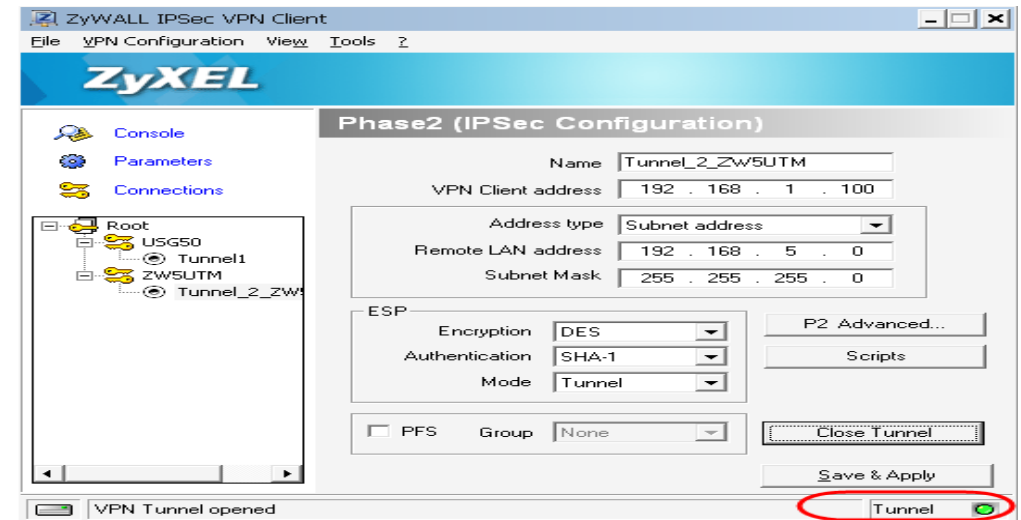 ZyWALL IPSec VPN Client
File VPN Configuration View Tools ?
ZyXEL
Console
Parameters
Connections
Root
USG50
Tunnel1
ZW5UTM
Tunnel_2_ZW5
Phase2 (IPSec Configuration)
Name Tunnel_2_ZW5UTM
VPN Client address 192 . 168 . 1 . 100
Address type Subnet address
Remote LAN address 192 . 168 . 5 . 0
Subnet Mask 255 . 255 . 255 . 0
ESP
Encryption DES
Authentication SHA-1
Mode Tunnel
P2 Advanced...
Scripts
PFS Group None
Close Tunnel
Save & Apply
VPN Tunnel opened
Tunnel